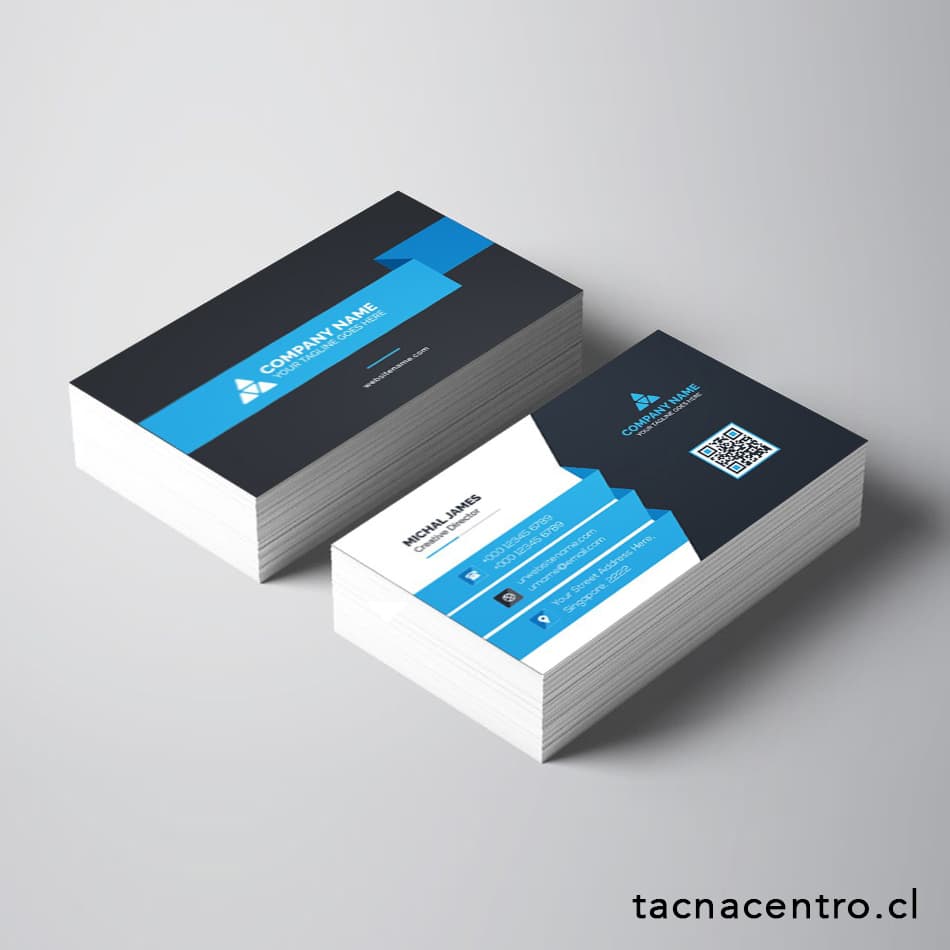 COMPANY NAME
YOUR TAGLINE GOES HERE
websitename.com
COMPANY NAME
YOUR TAGLINE GOES HERE
MICHAL JAMES
Creative Director
+000 12345 6789
+000 12345 6789
urwebsitename.com
urname@email.com
Your Street Address Here,
Singapore, 2222
tacnacentro.cl